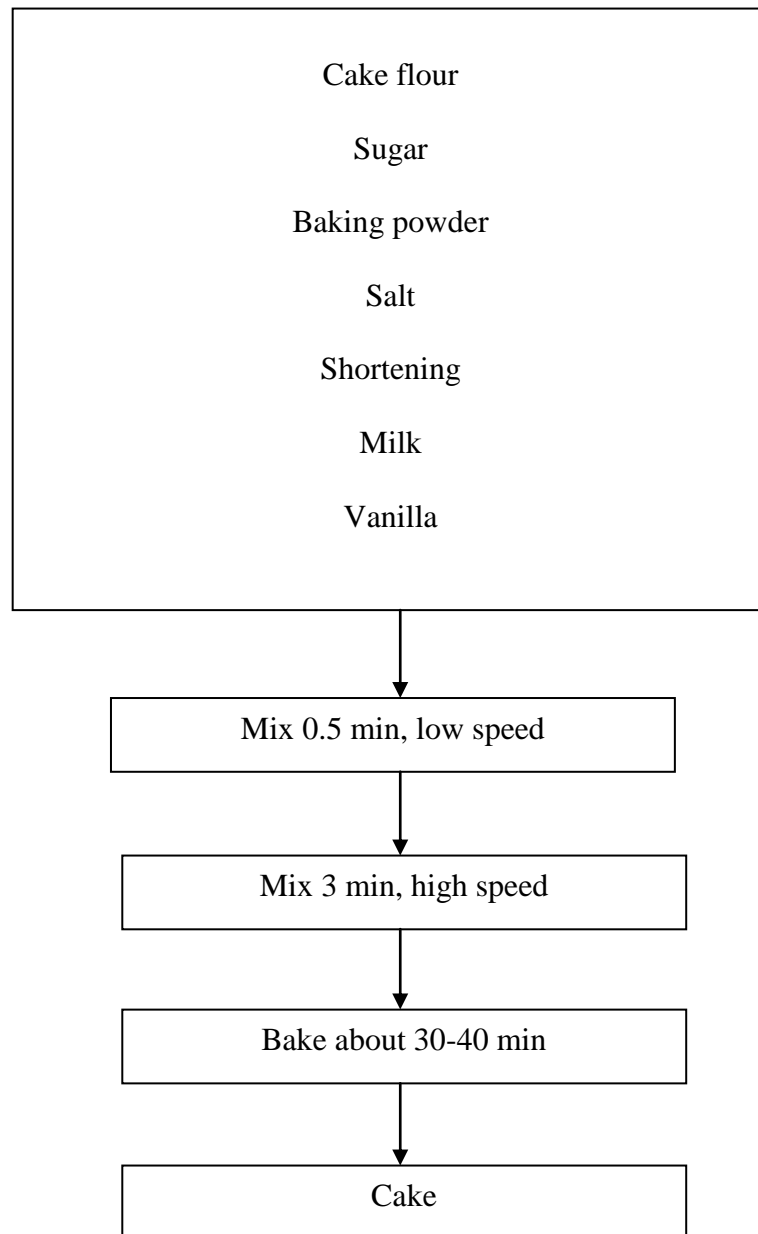 Cake flour
Sugar
Baking powder
Salt
Shortening
Milk
Vanilla
Mix 0.5 min, low speed
Mix 3 min, high speed
Bake about 30-40 min
Cake